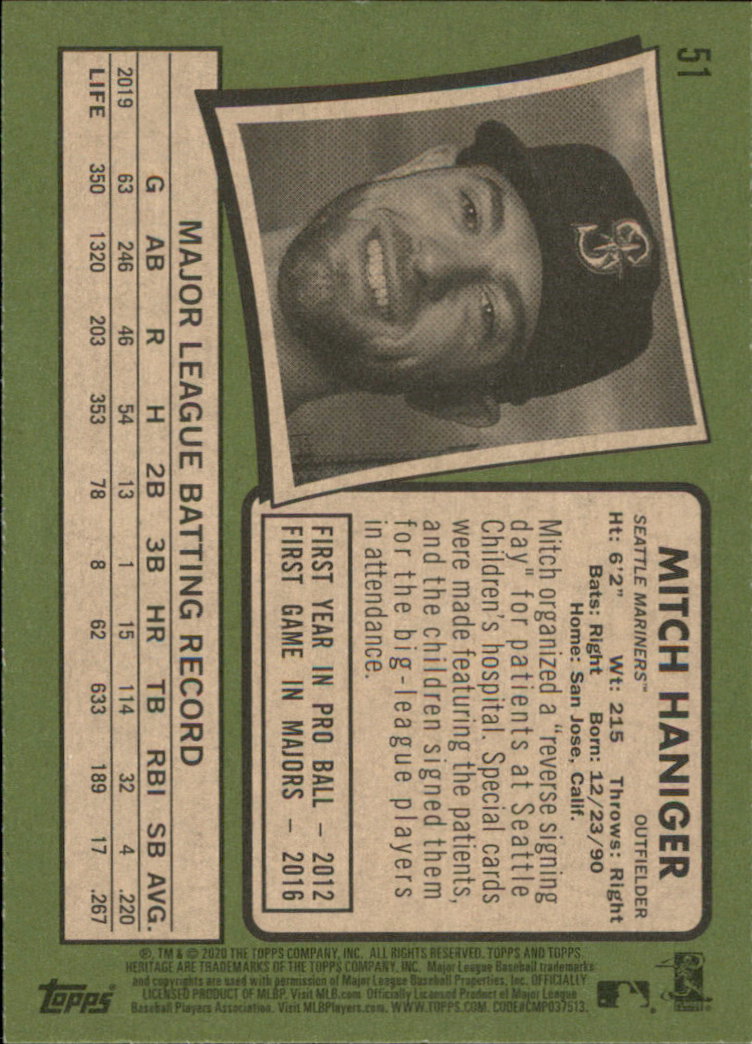 51
MITCH HANIGER
SEATTLE MARINERS™ OUTFIELDER
Ht: 6'2" Wt: 215 Throws: Right
Bats: Right Born: 12/23/90
Home: San Jose, Calif.
Mitch organized a "reverse signing
day" for patients at Seattle
Children's hospital. Special cards
were made featuring the patients,
and the children signed them
for the big-league players
in attendance.
FIRST YEAR IN PRO BALL – 2012
FIRST GAME IN MAJORS – 2016
MAJOR LEAGUE BATTING RECORD
G AB R H 2B 3B HR TB RBI SB AVG.
2019 63 246 46 54 13 1 15 114 32 4 .220
LIFE 350 1320 203 353 78 8 62 633 189 17 .267
®, TM & © 2020 THE TOPPS COMPANY, INC. ALL RIGHTS RESERVED. TOPPS AND TOPPS
HERITAGE ARE TRADEMARKS OF THE TOPPS COMPANY, INC. Major League Baseball trademarks
and copyrights are used with permission of Major League Baseball Properties, Inc. OFFICIALLY
LICENSED PRODUCT OF MLBP. Visit MLB.com Officially Licensed Product of Major League
Baseball Players Association. Visit MLBPlayers.com. WWW.TOPPS.COM. CODE#CMP037513.
topps®